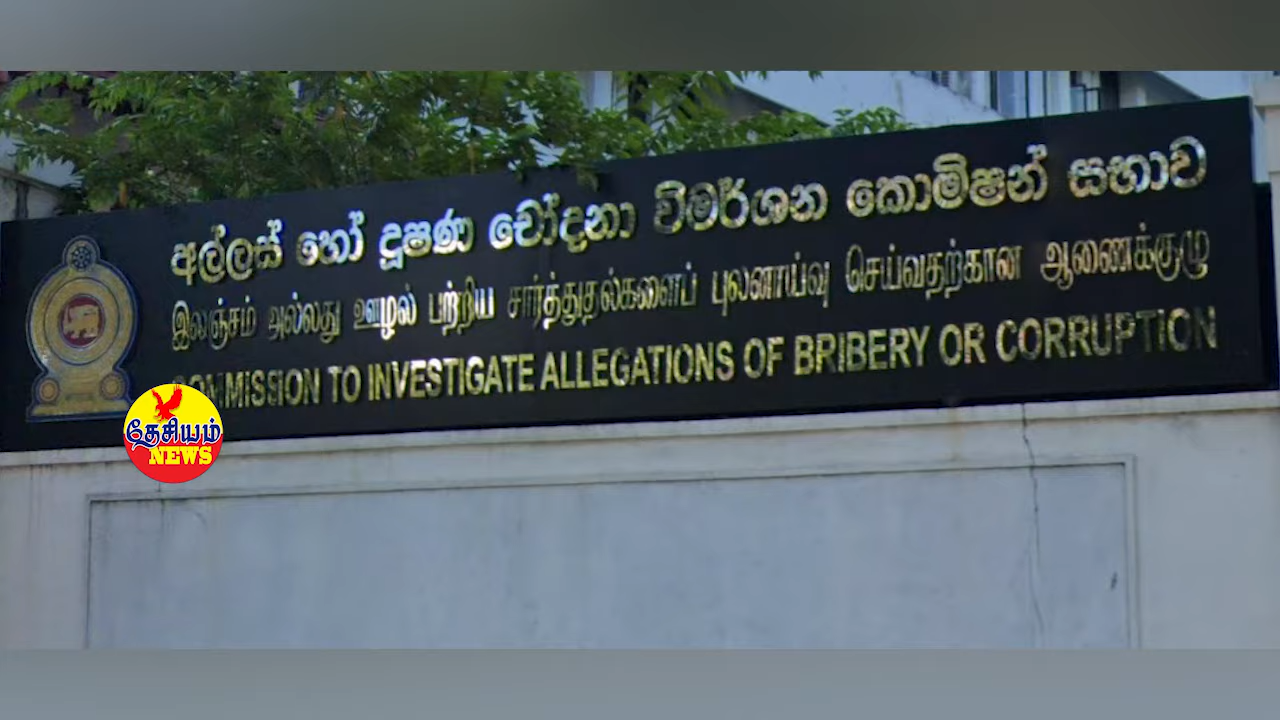 අල්ලස් හෝ දූෂණ චෝදනා විමර්ශන කොමිෂන් සභාව
இலஞ்சம் அல்லது ஊழல் பற்றிய சார்த்துதல்களைப் புலனாய்வு செய்வதற்கான ஆணைக்குழு
COMMISSION TO INVESTIGATE ALLEGATIONS OF BRIBERY OR CORRUPTION
தேசியம்
NEWS